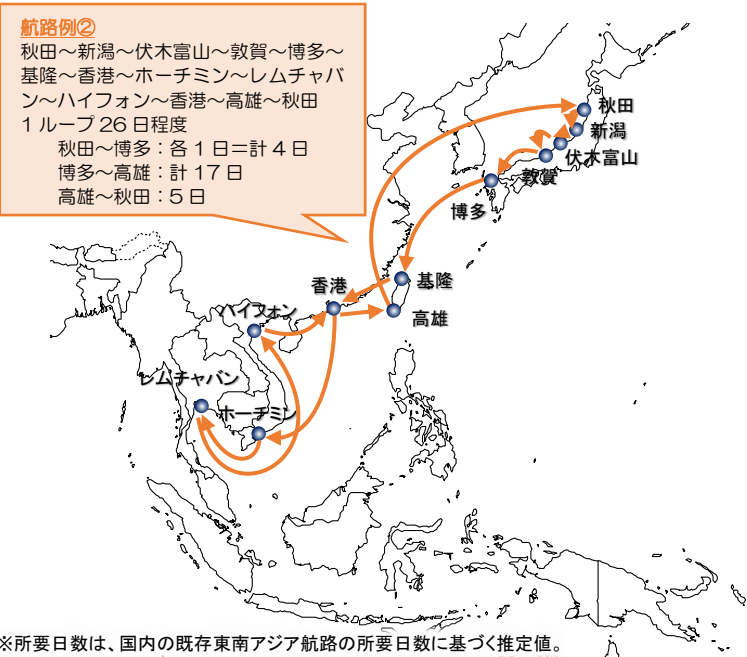 航路例②
秋田～新潟～伏木富山～敦賀～博多～
基隆～香港～ホーチミン～レムチャバ
ン～ハイフォン～香港～高雄～秋田
1ループ26日程度
秋田～博多：各1日＝計4日
博多～高雄：計17日
高雄～秋田：5日
秋田
新潟
伏木富山
敦賀
博多
基隆
香港
高雄
ハイフォン
レムチャバン
ホーチミン
※所要日数は、国内の既存東南アジア航路の所要日数に基づく推定値。